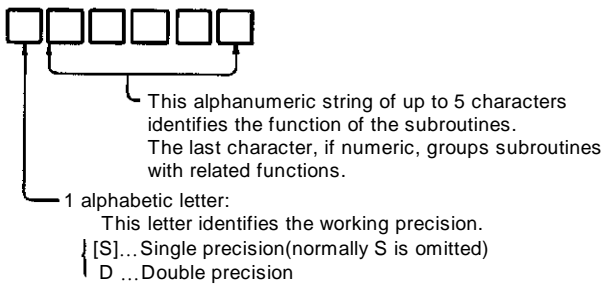 This alphanumeric string of up to 5 characters
identifies the function of the subroutines.
The last character, if numeric, groups subroutines
with related functions.
1 alphabetic letter:
This letter identifies the working precision.
[S]...Single precision(normally S is omitted)
D ...Double precision